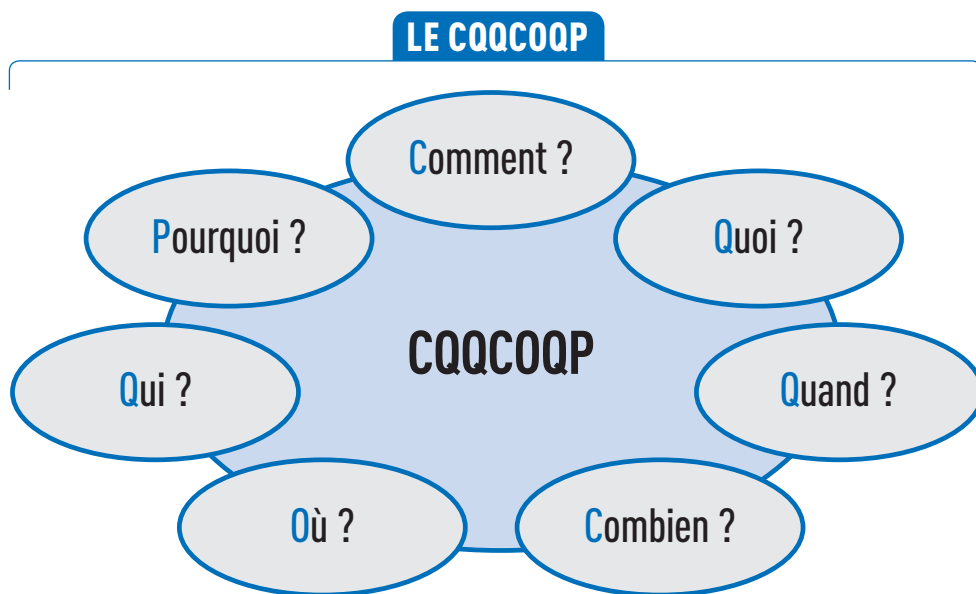 LE CQQCOQP
Comment ?
Pourquoi ?
Quoi ?
CQQCOQP
Qui ?
Quand ?
Où ?
Combien ?